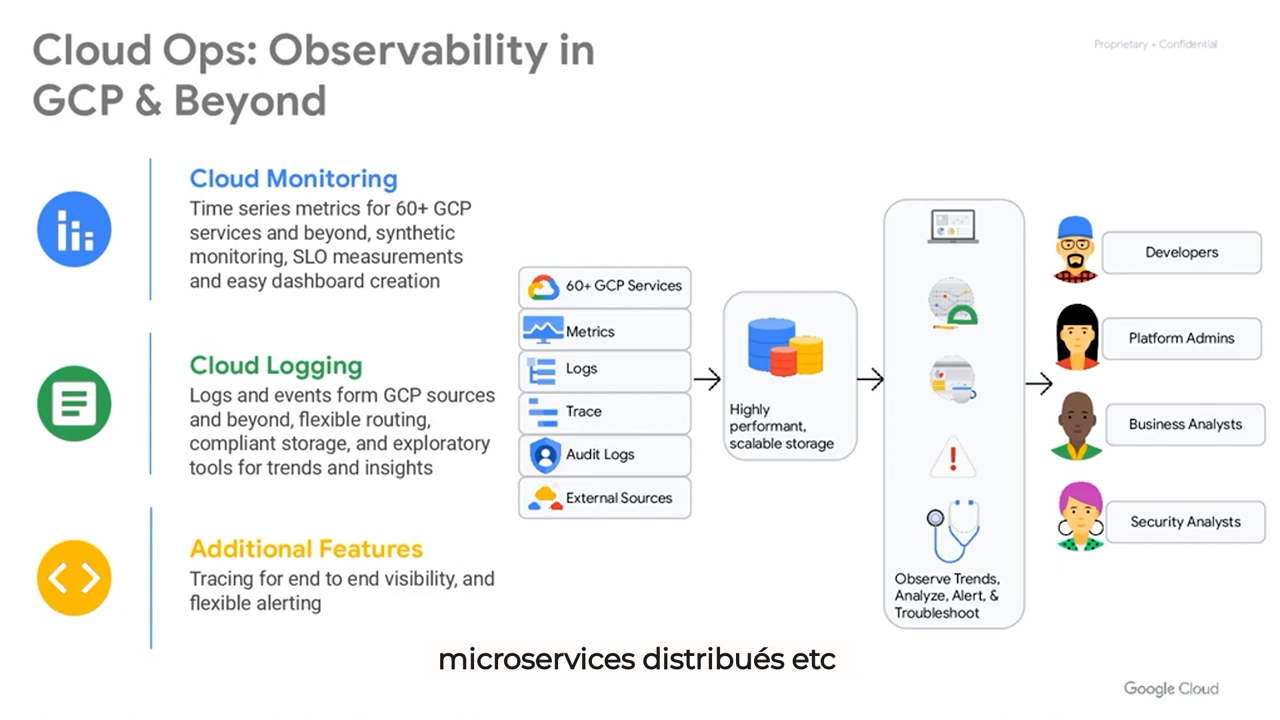 Cloud Ops: Observability in
GCP & Beyond
Proprietary + Confidential
Cloud Monitoring
Time series metrics for 60+ GCP
services and beyond, synthetic
monitoring, SLO measurements
and easy dashboard creation
Cloud Logging
Logs and events form GCP sources
and beyond, flexible routing,
compliant storage, and exploratory
tools for trends and insights
Additional Features
Tracing for end to end visibility, and
flexible alerting
60+ GCP Services
Metrics
Logs
Trace
Audit Logs
External Sources
Highly
performant,
scalable storage
Observe Trends,
Analyze, Alert, &
Troubleshoot
Developers
Platform Admins
Business Analysts
Security Analysts
microservices distribués etc
Google Cloud